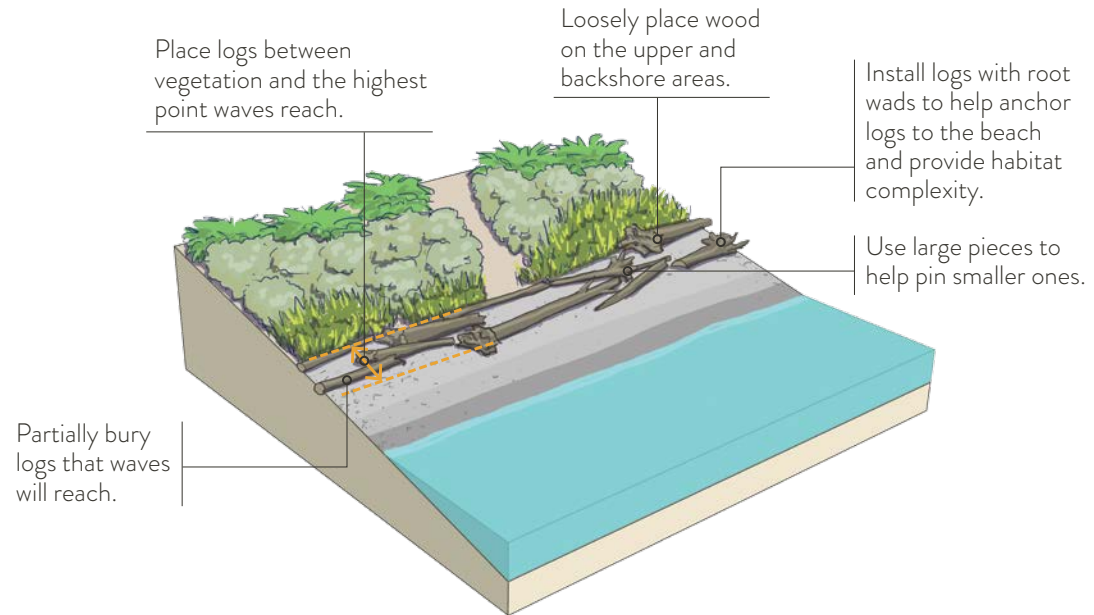 Place logs between
vegetation and the highest
point waves reach.
Loosely place wood
on the upper and
backshore areas.
Install logs with root
wads to help anchor
logs to the beach
and provide habitat
complexity.
Use large pieces to
help pin smaller ones.
Partially bury
logs that waves
will reach.